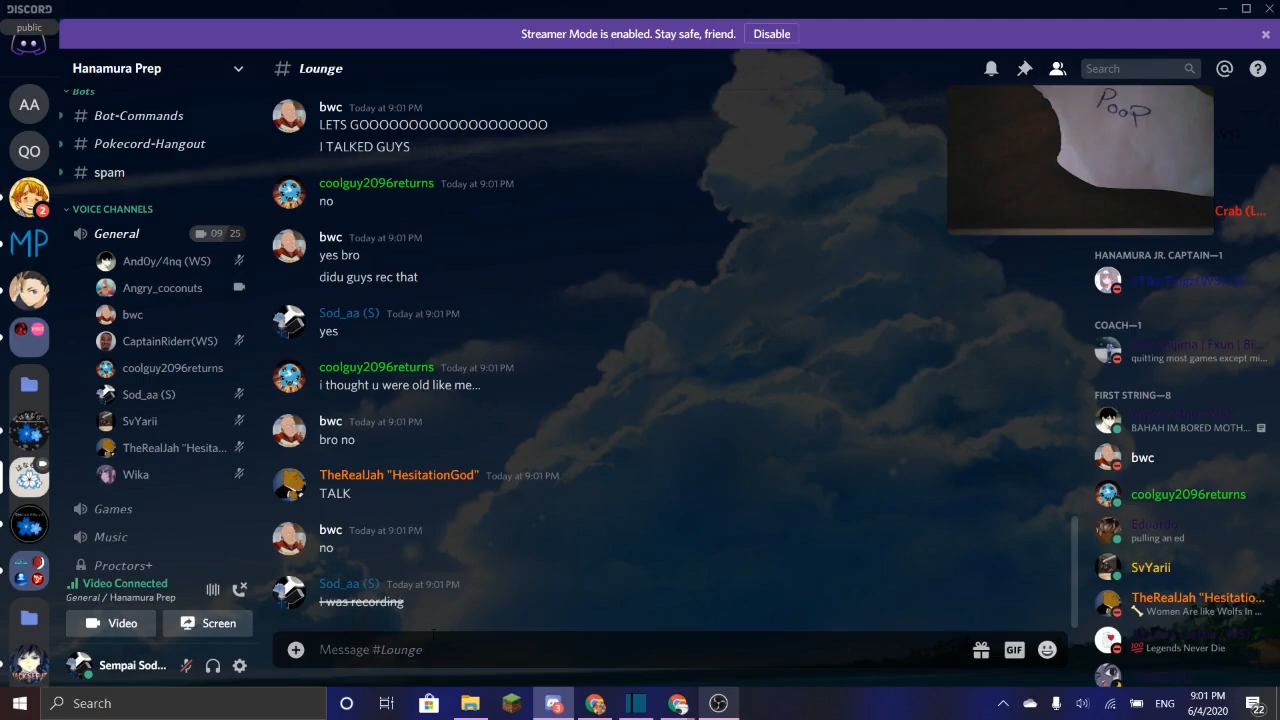 DISCORD
public
Streamer Mode is enabled. Stay safe, friend. Disable
Hanamura Prep
# Lounge
Search
AA
QO
2
MP
Bots
# Bot-Commands
# Pokecord-Hangout
# spam
VOICE CHANNELS
General 09 25
And0y/4nq (WS)
Angry_coconuts
bwc
CaptainRiderr(WS)
coolguy2096returns
Sod_aa (S)
SvYarii
TheRealJah "Hesita...
Wika
Games
Music
Proctors+
Video Connected
General / Hanamura Prep
Video
Screen
Sempai Sod...
bwc Today at 9:01 PM
LETS GOOOOOOOOOOOOOOOOOOO
I TALKED GUYS
coolguy2096returns Today at 9:01 PM
no
bwc Today at 9:01 PM
yes bro
didu guys rec that
Sod_aa (S) Today at 9:01 PM
yes
coolguy2096returns Today at 9:01 PM
i thought u were old like me...
bwc Today at 9:01 PM
bro no
TheRealJah "HesitationGod" Today at 9:01 PM
TALK
bwc Today at 9:01 PM
no
Sod_aa (S) Today at 9:01 PM
I was recording
Message #Lounge
GIF
Poop
Crab (L...
HANAMURA JR. CAPTAIN—1
COACH—1
quitting most games except mi...
FIRST STRING—8
BAHAH IM BORED MOTH...
bwc
coolguy2096returns
Eduardo
pulling an ed
SvYarii
TheRealJah "Hesitatio...
Women Are like Wolfs In ...
100 Legends Never Die
Search
3
ENG
9:01 PM
6/4/2020
22